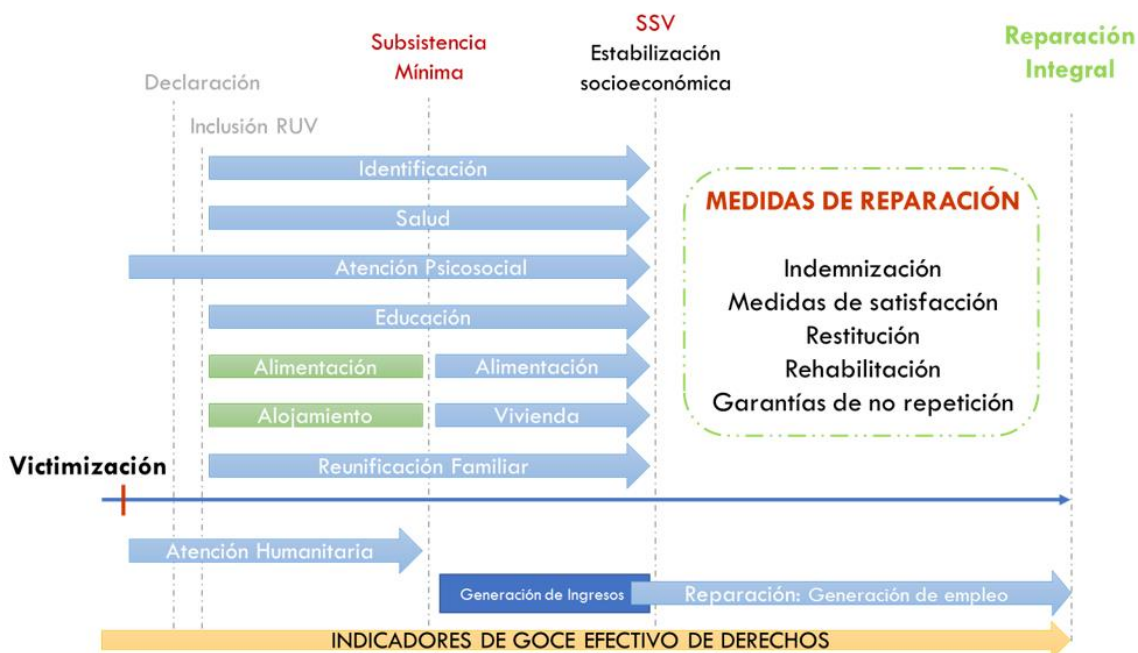 SSV
Estabilización
socioeconómica
Subsistencia
Mínima
Reparación
Integral
Declaración
Inclusión RUV
Identificación
Salud
Atención Psicosocial
Educación
Alimentación
Alimentación
Alojamiento
Vivienda
Reunificación Familiar
MEDIDAS DE REPARACIÓN
Indemnización
Medidas de satisfacción
Restitución
Rehabilitación
Garantías de no repetición
Victimización
Atención Humanitaria
Generación de Ingresos
Reparación: Generación de empleo
INDICADORES DE GOCE EFECTIVO DE DERECHOS